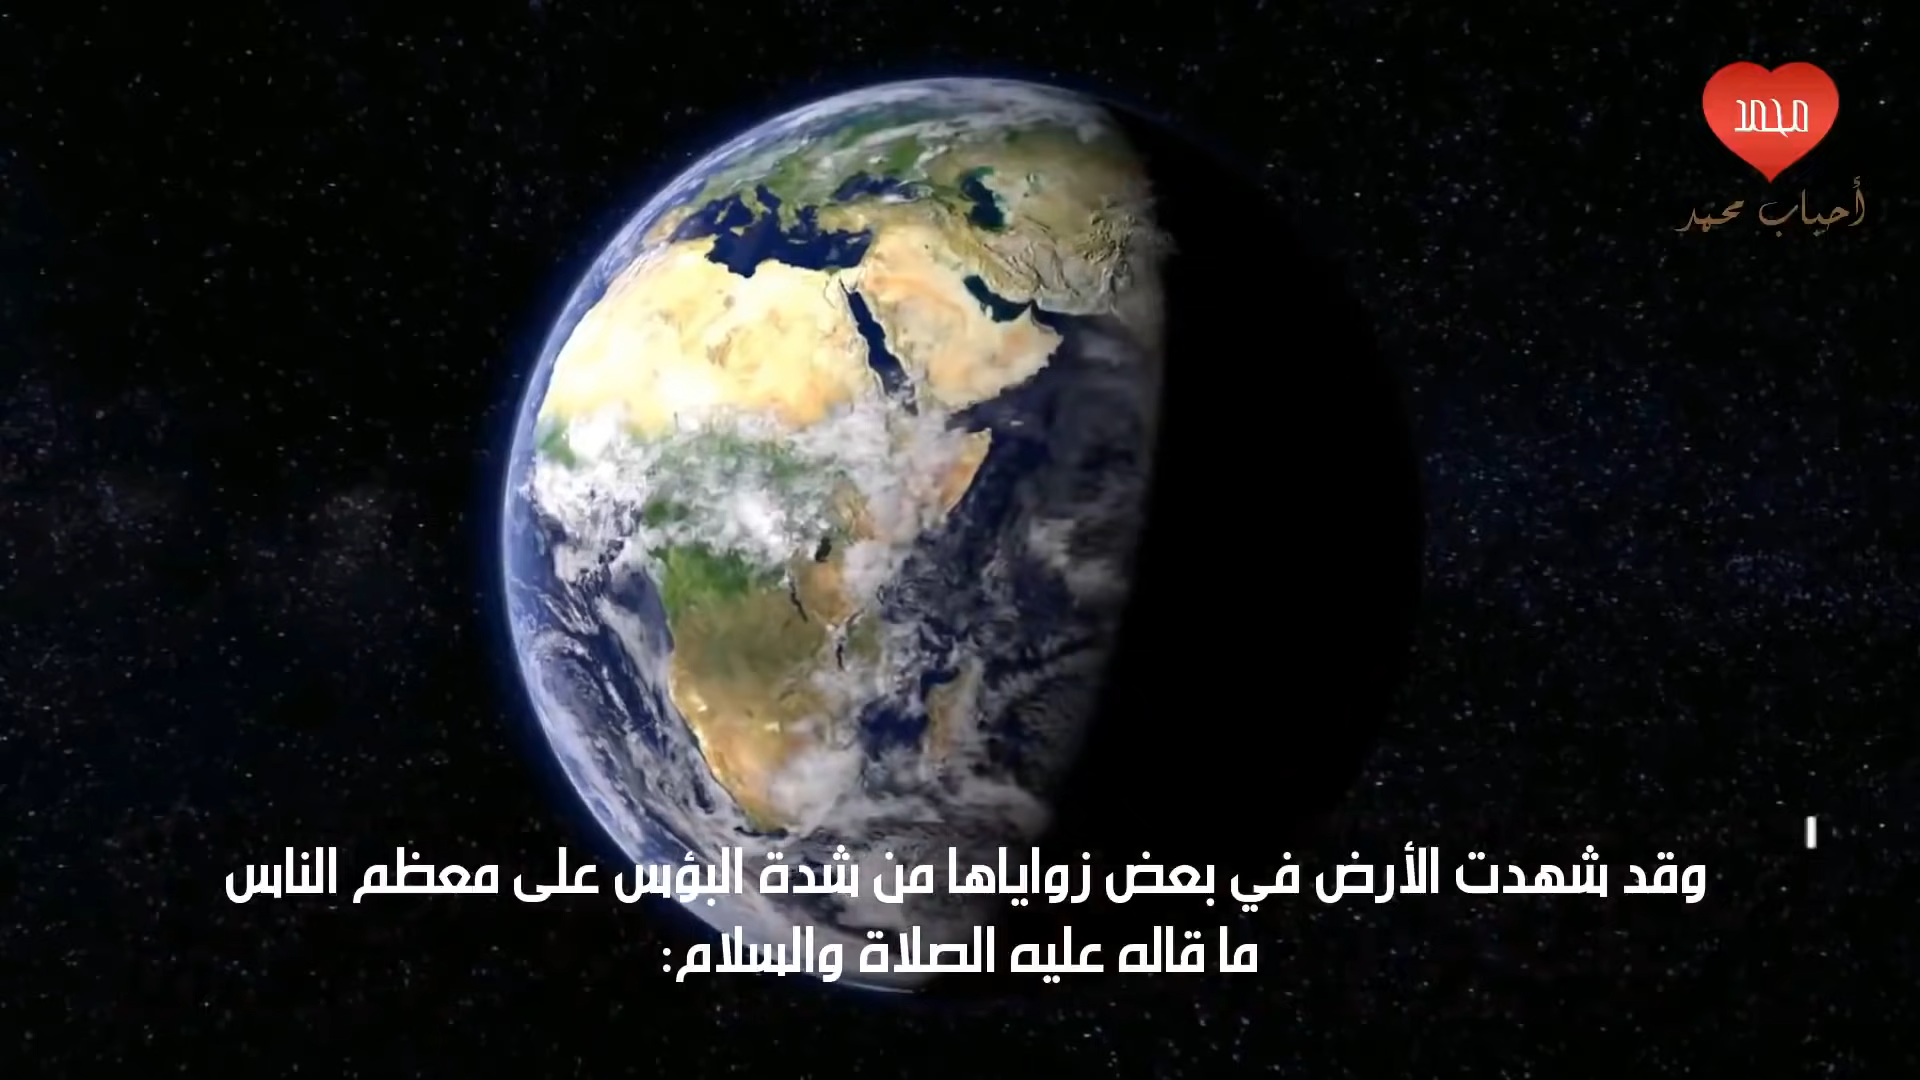 محمد
أحباب محمد
وقد شهدت الأرض في بعض زواياها من شدة البؤس على معظم الناس
ما قاله عليه الصلاة والسلام: